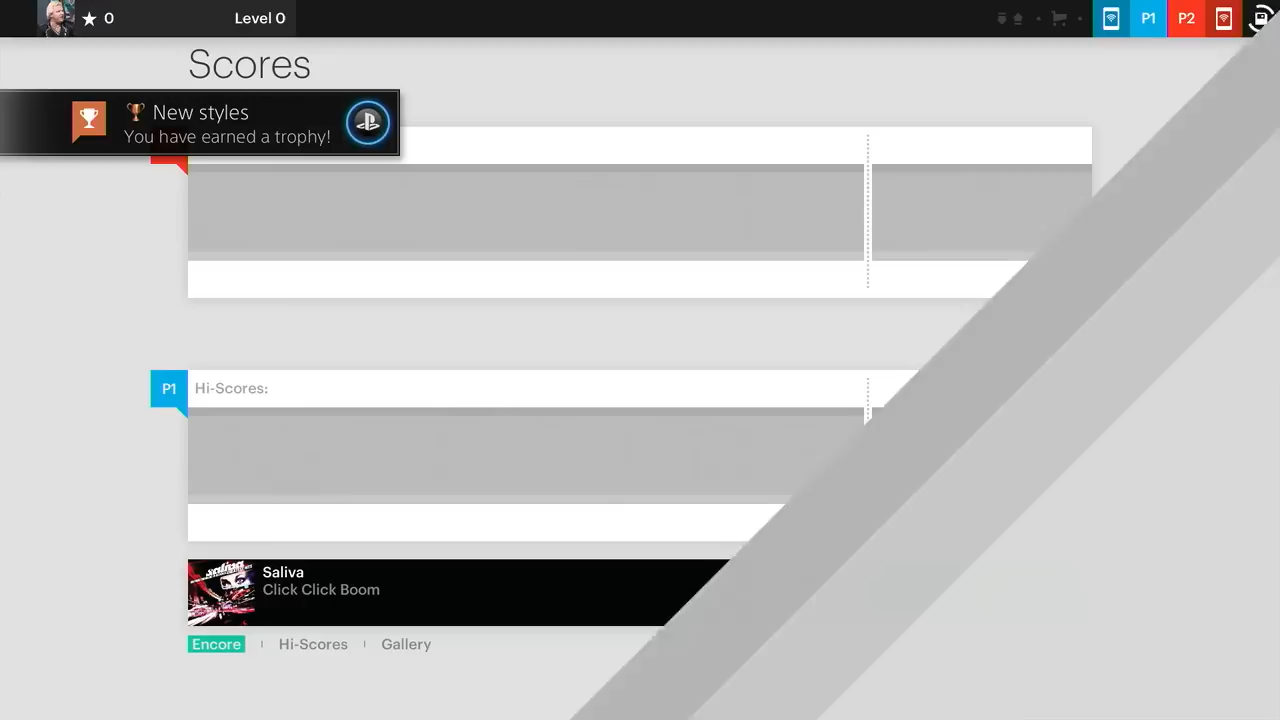 ★ 0
Level 0
P1
P2
Scores
New styles
You have earned a trophy!
P1
Hi-Scores:
Saliva
Click Click Boom
Encore
Hi-Scores
Gallery